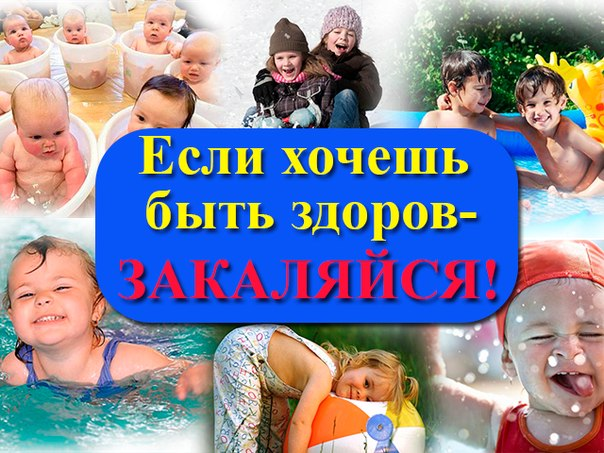 Если хочешь
быть здоров-
ЗАКАЛЯЙСЯ!